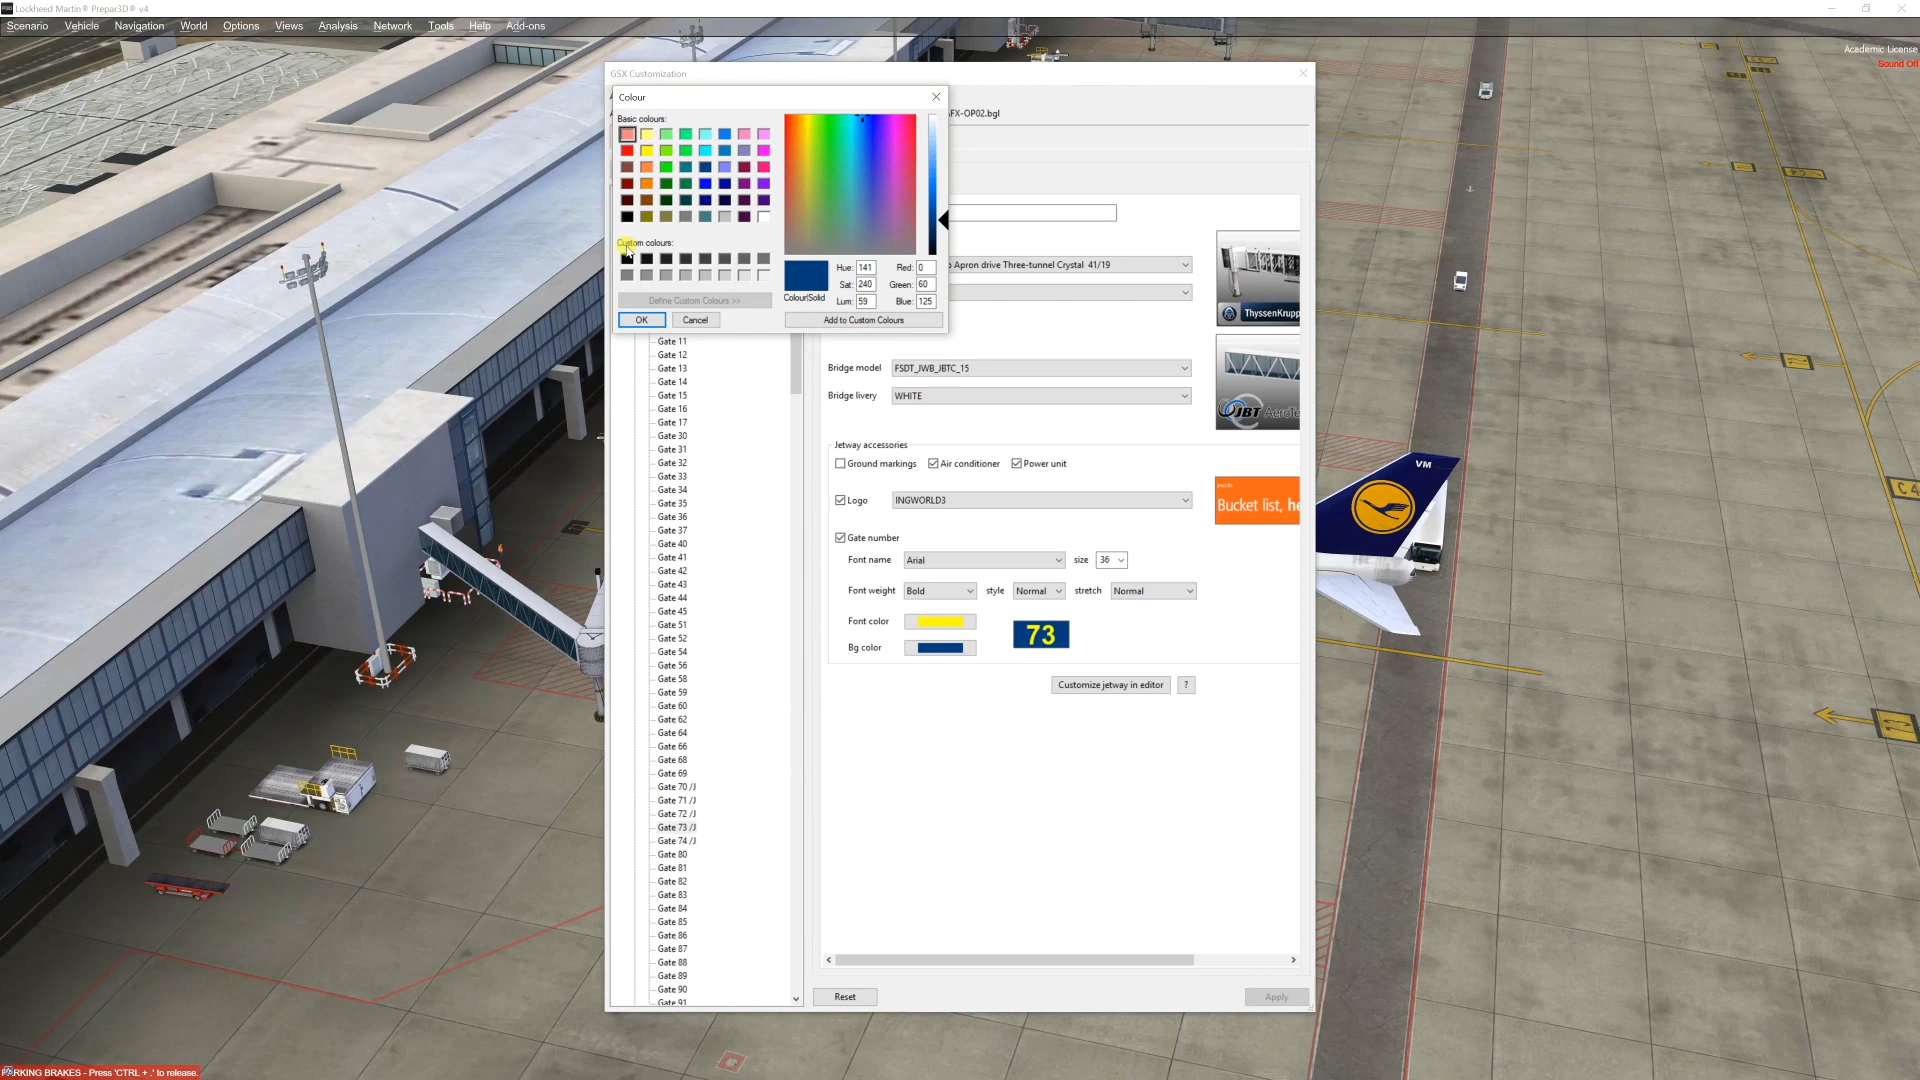 Lockheed Martin® Prepar3D® v4
Scenario Vehicle Navigation World Options Views Analysis Network Tools Help Add-ons
Academic License
Sound Off
GSX Customization
FX-OP02.bgl
Colour
Basic colours:
Custom colours:
Hue: 141 Red: 0
Sat: 240 Green: 60
Colour|Solid Lum: 59 Blue: 125
Define Custom Colours >>
OK Cancel Add to Custom Colours
Apron drive Three-tunnel Crystal 41/19
ThyssenKrupp
Bridge model FSDT_JWB_JBTC_15
Bridge livery WHITE
JBT AeroTe
Jetway accessories
Ground markings Air conditioner Power unit
Logo INGWORLD3
Bucket list, he
Gate number
Font name Arial size 36
Font weight Bold style Normal stretch Normal
Font color
Bg color
73
Customize jetway in editor ?
Gate 11
Gate 12
Gate 13
Gate 14
Gate 15
Gate 16
Gate 17
Gate 30
Gate 31
Gate 32
Gate 33
Gate 34
Gate 35
Gate 36
Gate 37
Gate 40
Gate 41
Gate 42
Gate 43
Gate 44
Gate 45
Gate 51
Gate 52
Gate 54
Gate 56
Gate 58
Gate 59
Gate 60
Gate 62
Gate 64
Gate 66
Gate 68
Gate 69
Gate 70 /J
Gate 71 /J
Gate 72 /J
Gate 73 /J
Gate 74 /J
Gate 80
Gate 81
Gate 82
Gate 83
Gate 84
Gate 85
Gate 86
Gate 87
Gate 88
Gate 89
Gate 90
Gate 91
Reset Apply
VM
C4
C4
PARKING BRAKES - Press 'CTRL + .' to release.